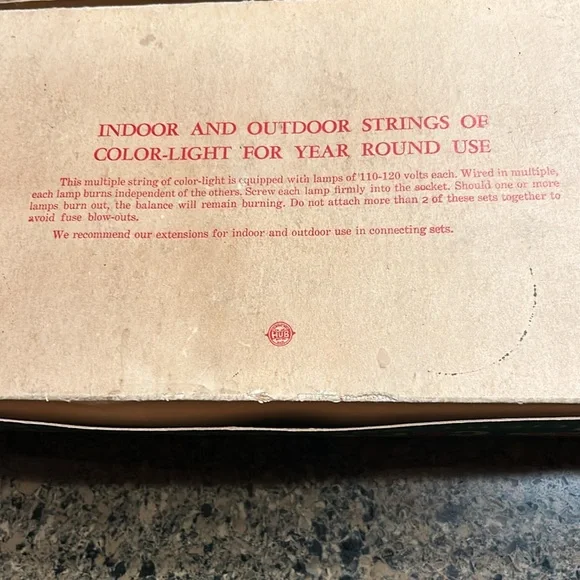 INDOOR AND OUTDOOR STRINGS OF
COLOR-LIGHT FOR YEAR ROUND USE
This multiple string of color-light is equipped with lamps of 110-120 volts each. Wired in multiple,
each lamp burns independent of the others. Screw each lamp firmly into the socket. Should one or more
lamps burn out, the balance will remain burning. Do not attach more than 2 of these sets together to
avoid fuse blow-outs.
We recommend our extensions for indoor and outdoor use in connecting sets.
HUB